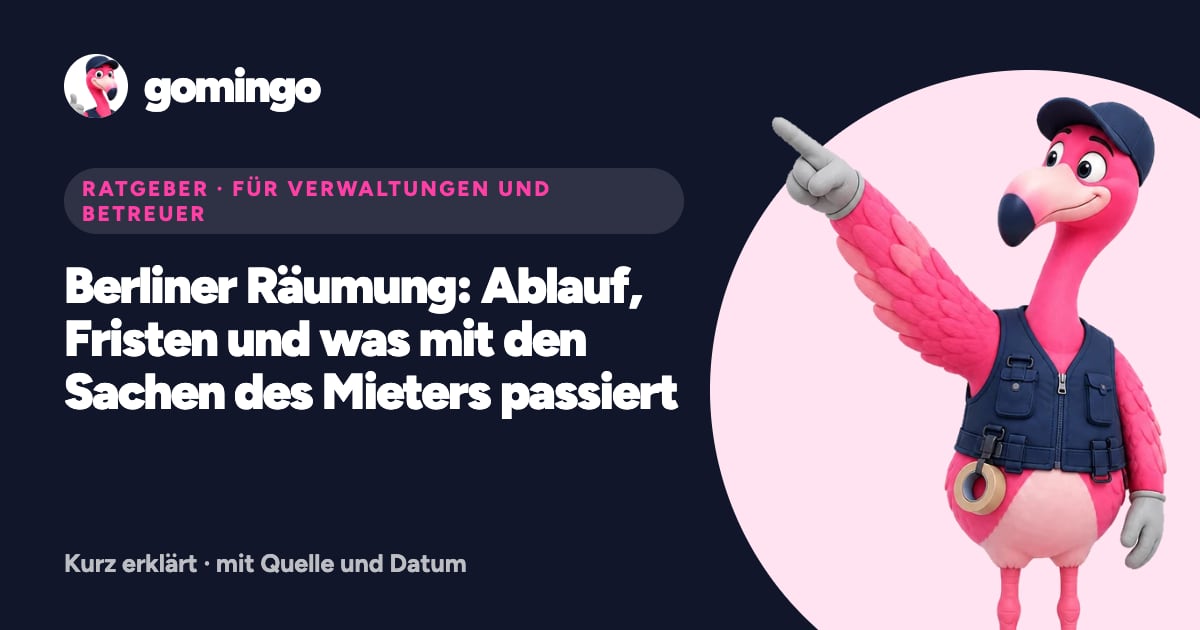 gomingo
RATGEBER · FÜR VERWALTUNGEN UND
BETREUER
Berliner Räumung: Ablauf,
Fristen und was mit den
Sachen des Mieters passiert
Kurz erklärt · mit Quelle und Datum